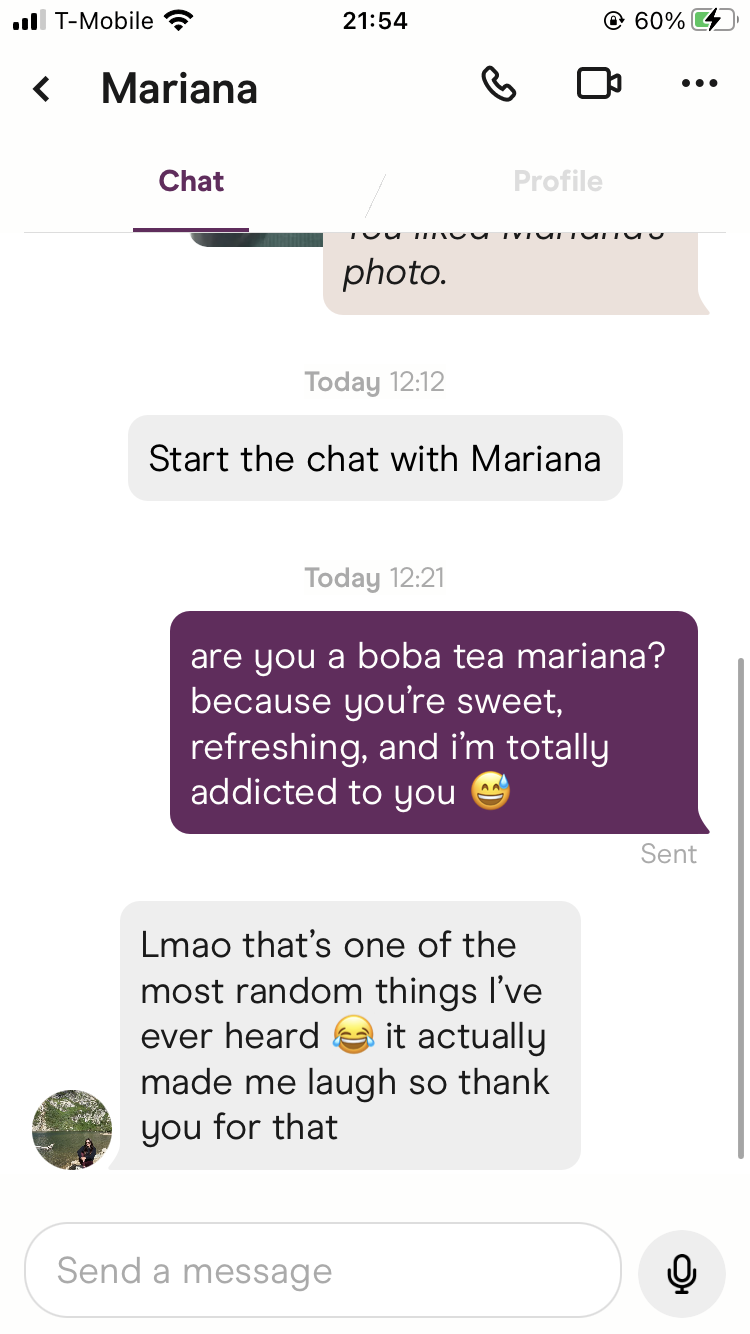 T-Mobile 21:54 60%
Mariana
Chat Profile
You liked Mariana's
photo.
Today 12:12
Start the chat with Mariana
Today 12:21
are you a boba tea mariana?
because you're sweet,
refreshing, and i'm totally
addicted to you 😅
Sent
Lmao that's one of the
most random things I've
ever heard 😂 it actually
made me laugh so thank
you for that
Send a message